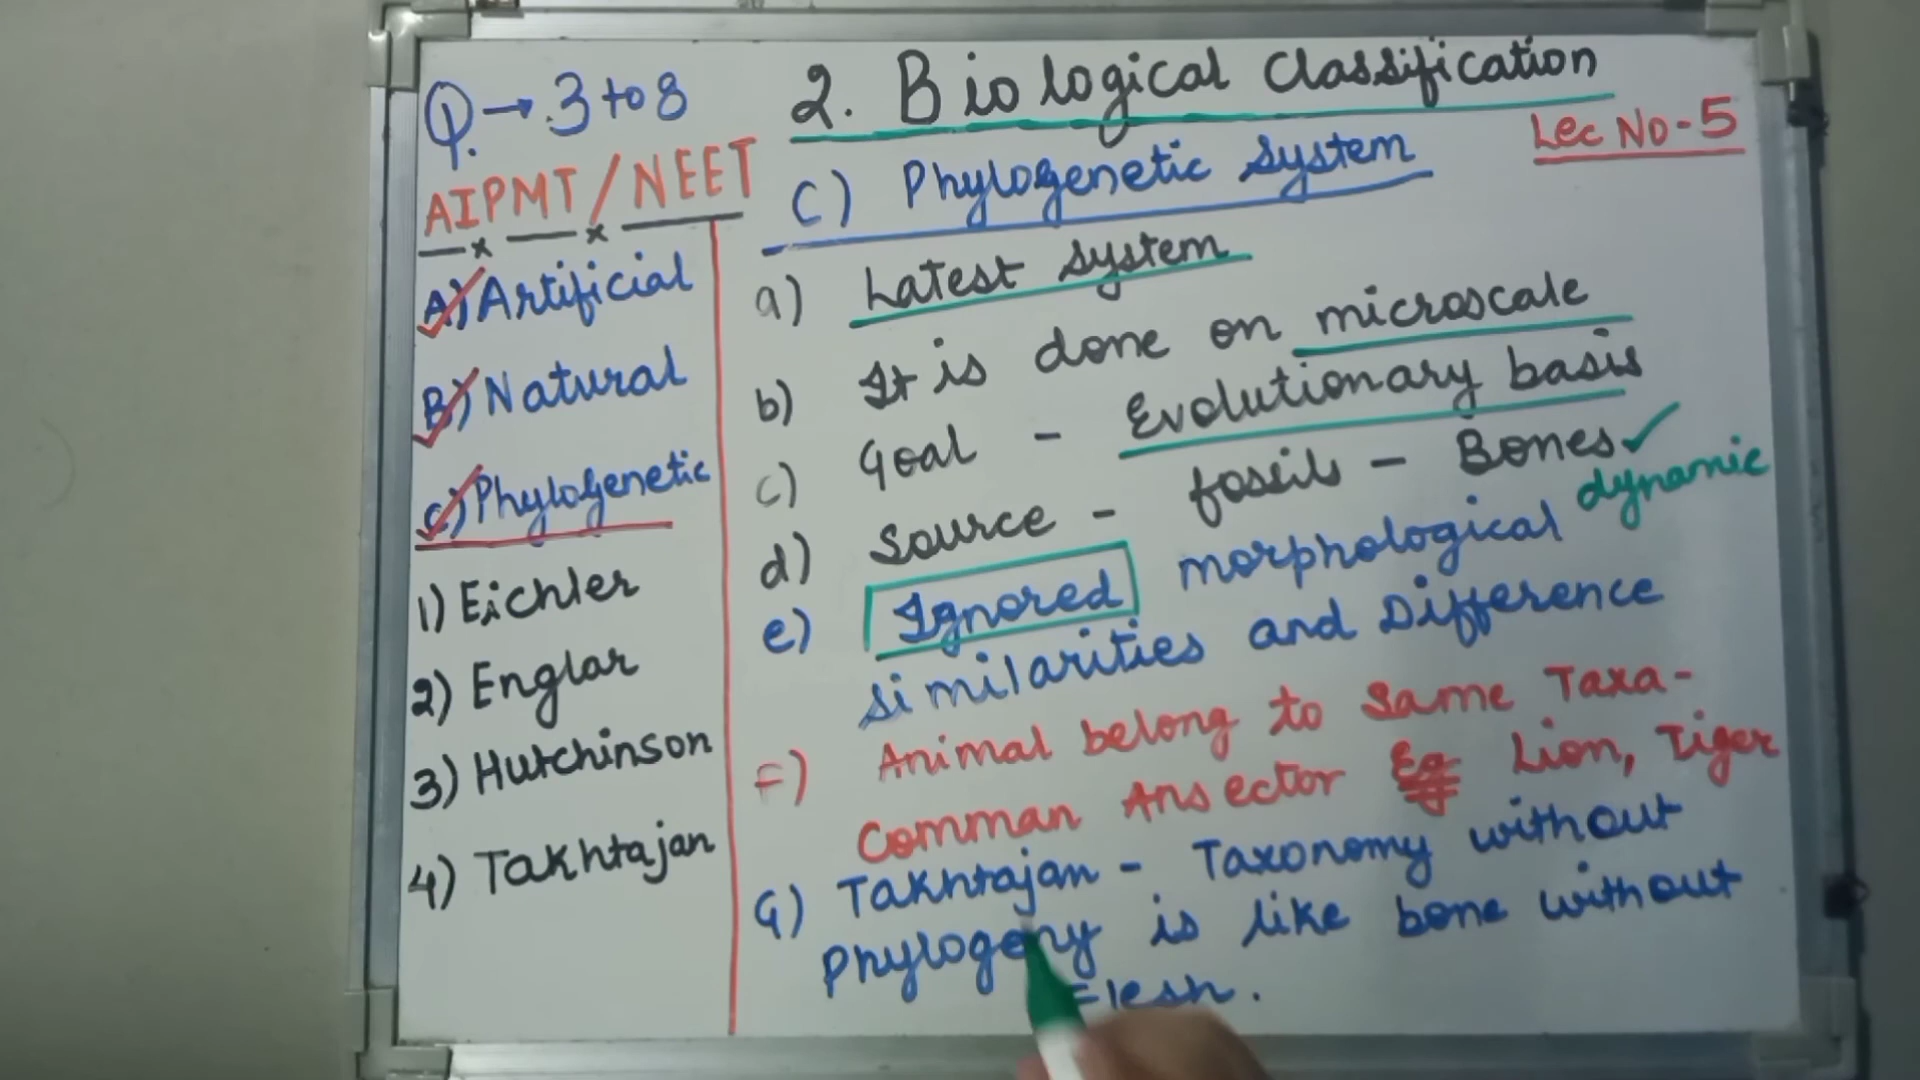 Q. → 3 to 8
AIPMT / NEET
A) Artificial
B) Natural
C) Phylogenetic
1) Eichler
2) Englar
3) Hutchinson
4) Takhtajan
2. Biological Classification
Lec No - 5
C) Phylogenetic System
a) Latest System
b) It is done on microscale
c) Goal - Evolutionary basis
d) Source - fossils - Bones ✓
dynamic
e) Ignored morphological
similarities and Difference
F) Animal belong to same Taxa -
Comman Ansector Eg Lion, Tiger
G) Takhtajan - Taxonomy without
Phylogeny is like bone without
Flesh.